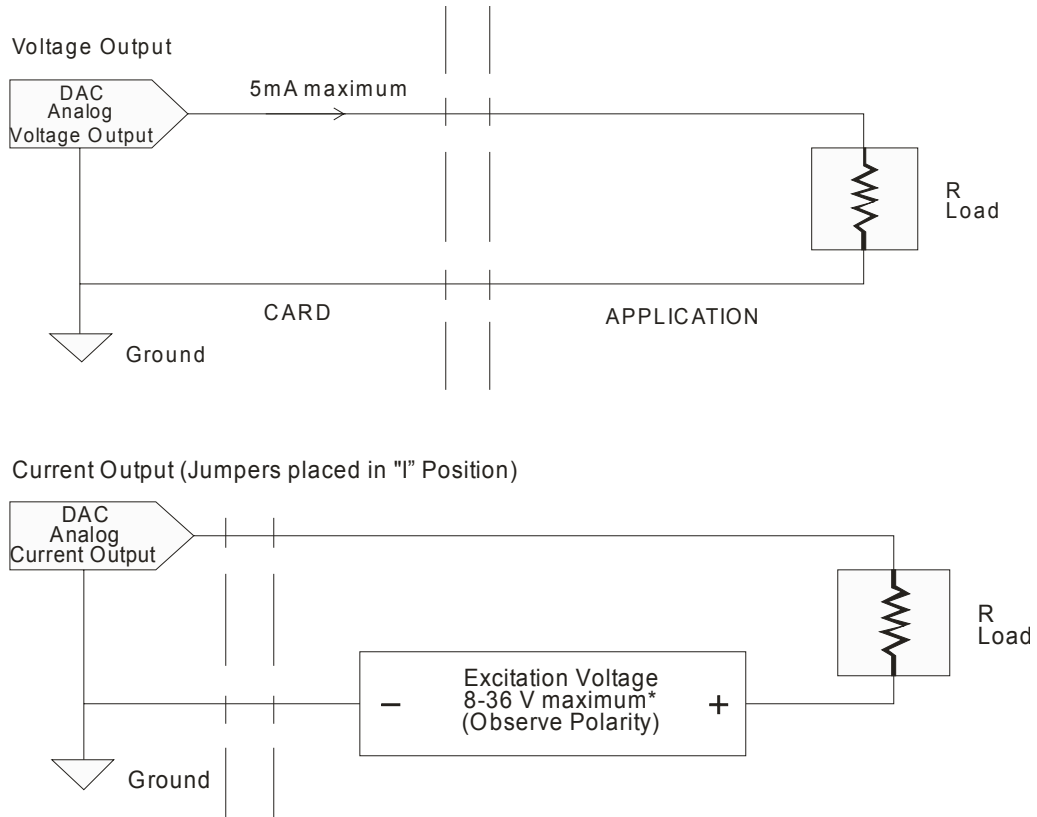 Voltage Output
DAC
Analog
Voltage Output
5mA maximum
R
Load
CARD
APPLICATION
Ground
Current Output (Jumpers placed in "I” Position)
DAC
Analog
Current Output
R
Load
Excitation Voltage
8-36 V maximum*
(Observe Polarity)
−
+
Ground